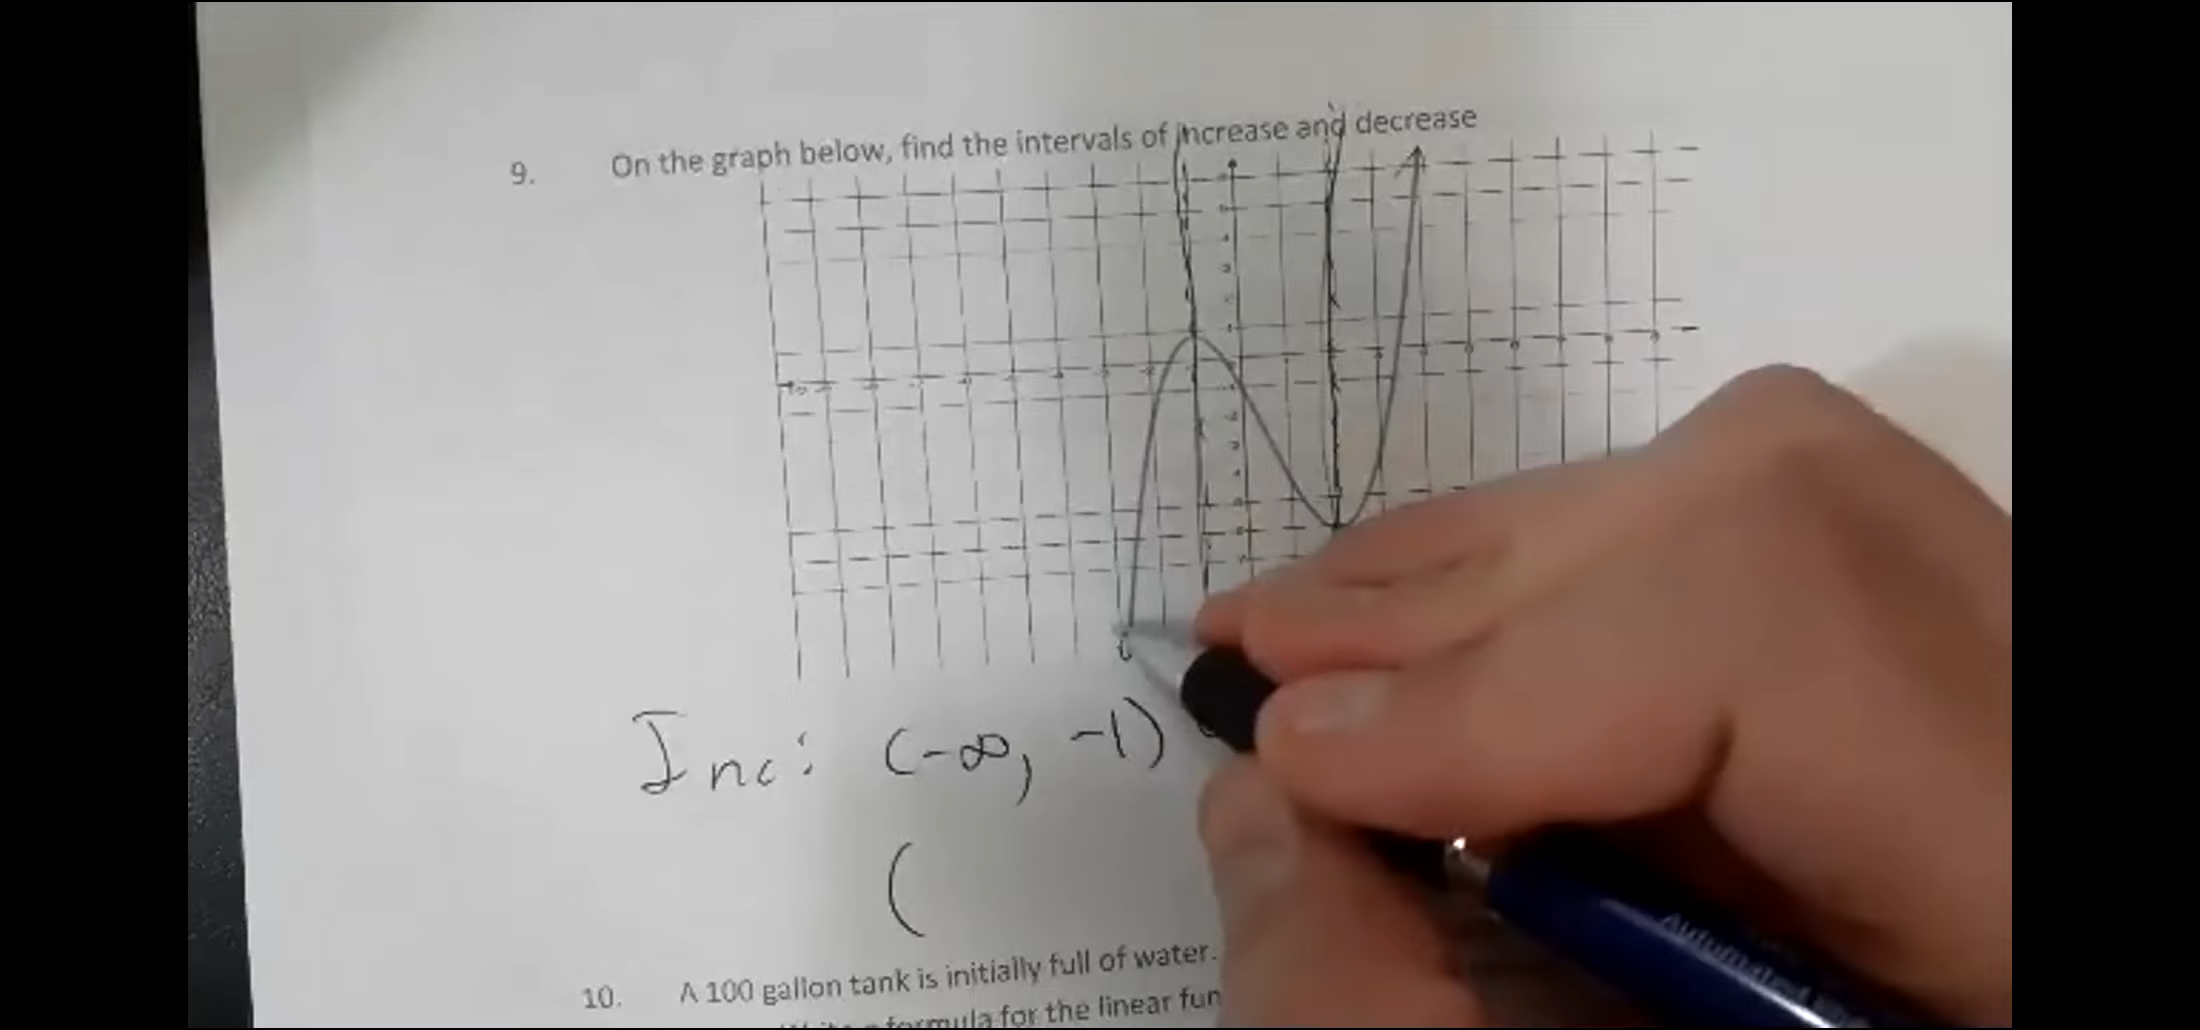 9. On the graph below, find the intervals of increase and decrease
Inc: (-∞, -1)
(
10. A 100 gallon tank is initially full of water.
formula for the linear fun